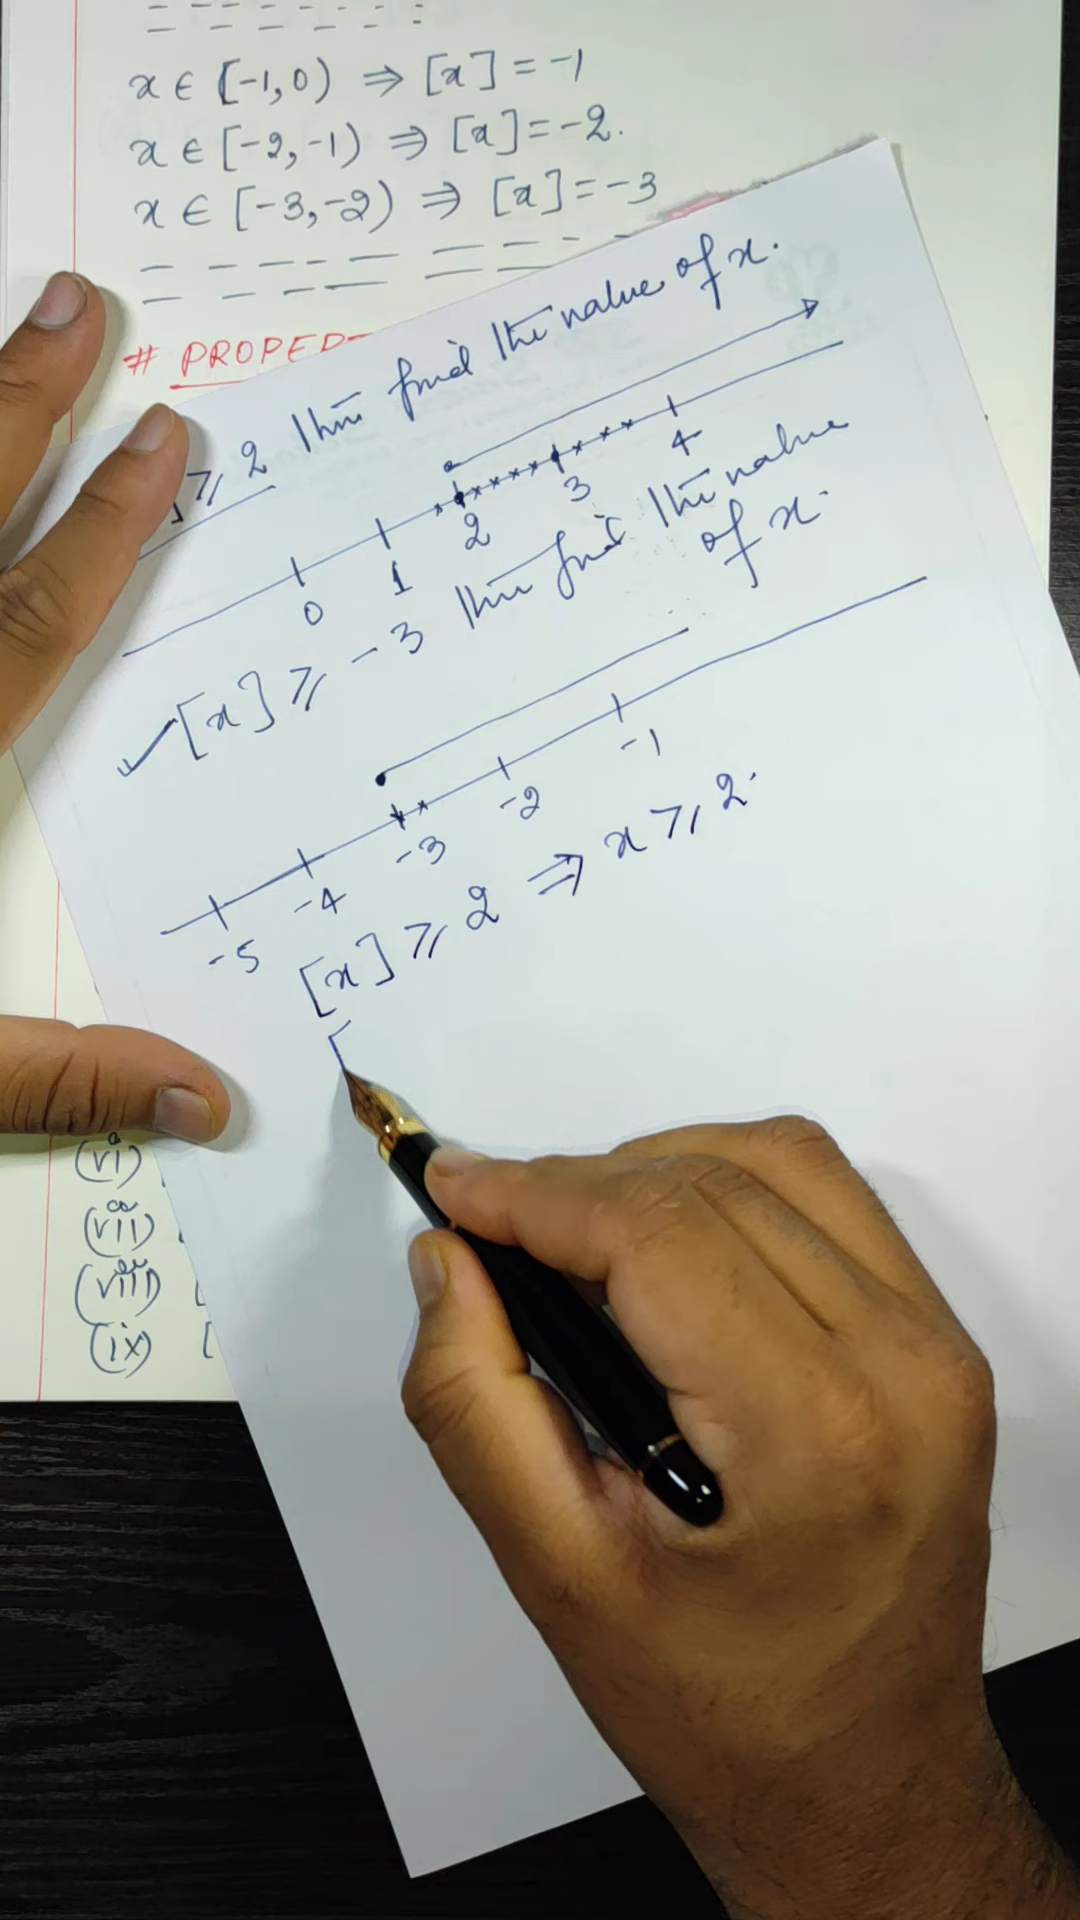 x ∈ [-1,0) ⇒ [x] = -1
x ∈ [-2,-1) ⇒ [x] = -2.
x ∈ [-3,-2) ⇒ [x] = -3
# PROPER
] ⩾ 2 then find the value of x.
0 1 2 3 4
[x] ⩾ -3 then find the value
of x.
-5 -4 -3 -2 -1
[x] ⩾ 2 ⇒ x ⩾ 2.
[
(vi)
(vii)
(viii) [
(ix) [